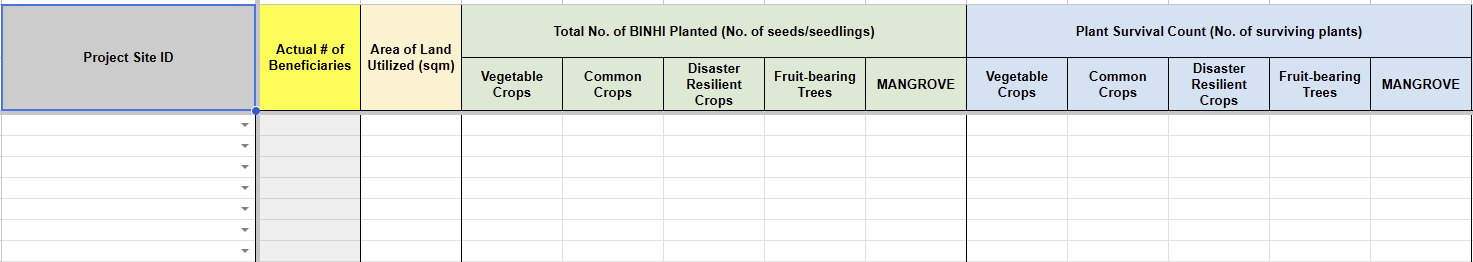 Project Site ID
Actual # of
Beneficiaries
Area of Land
Utilized (sqm)
Total No. of BINHI Planted (No. of seeds/seedlings)
Plant Survival Count (No. of surviving plants)
Vegetable
Crops
Common
Crops
Disaster
Resilient
Crops
Fruit-bearing
Trees
MANGROVE
Vegetable
Crops
Common
Crops
Disaster
Resilient
Crops
Fruit-bearing
Trees
MANGROVE